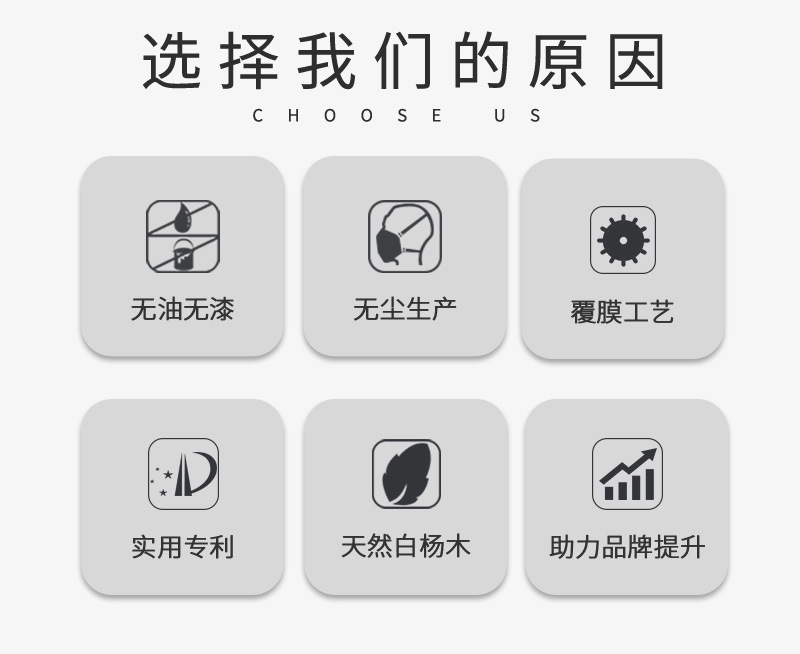 选择我们的原因
CHOOSE US
无油无漆
无尘生产
覆膜工艺
实用专利
天然白杨木
助力品牌提升